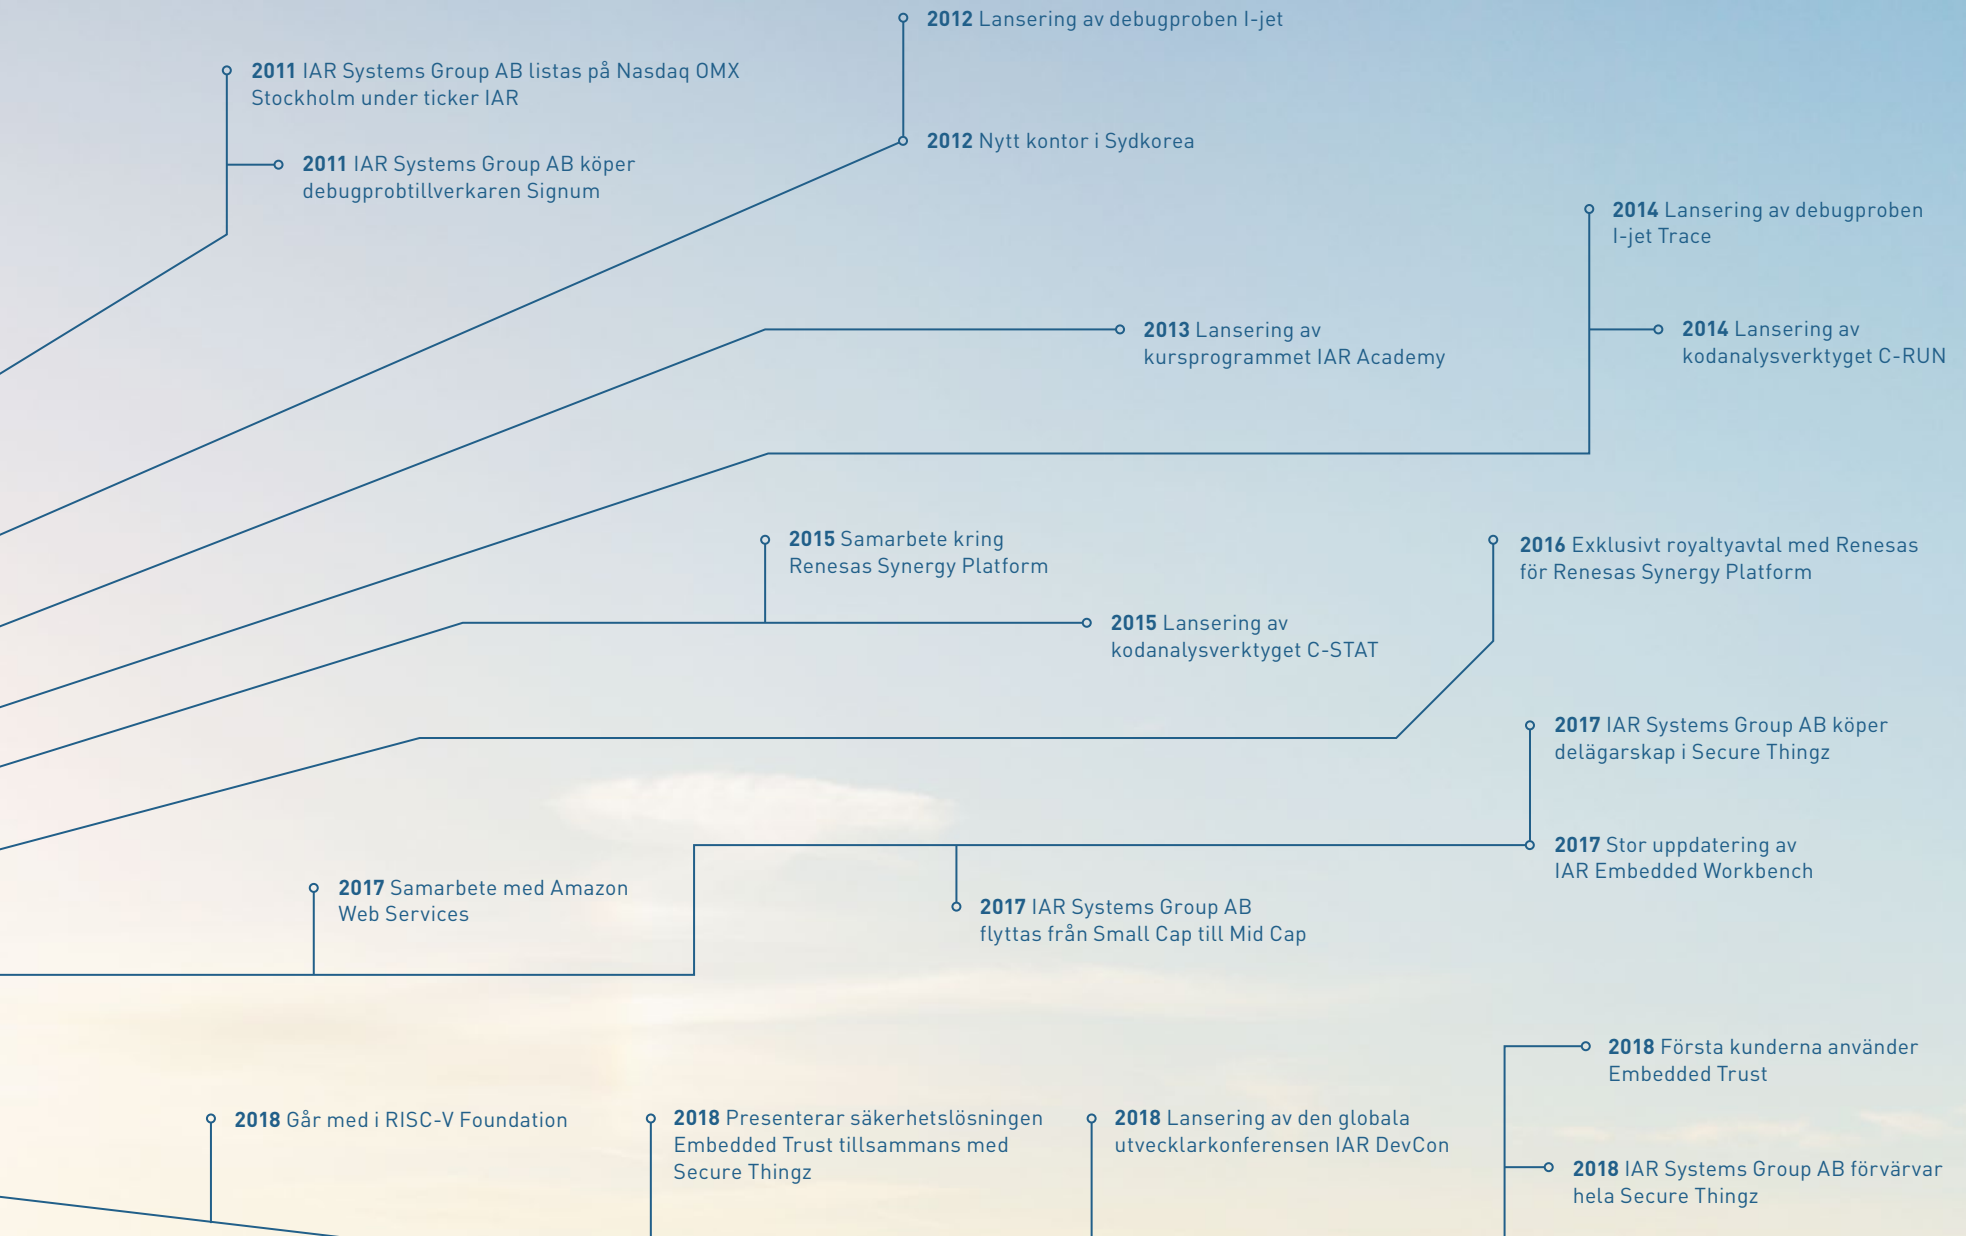 2012 Lansering av debugproben I-jet
2011 IAR Systems Group AB listas på Nasdaq OMX
Stockholm under ticker IAR
2012 Nytt kontor i Sydkorea
2011 IAR Systems Group AB köper
debugprobtillverkaren Signum
2014 Lansering av debugproben
I-jet Trace
2013 Lansering av
kursprogrammet IAR Academy
2014 Lansering av
kodanalysverktyget C-RUN
2015 Samarbete kring
Renesas Synergy Platform
2016 Exklusivt royaltyavtal med Renesas
för Renesas Synergy Platform
2015 Lansering av
kodanalysverktyget C-STAT
2017 IAR Systems Group AB köper
delägarskap i Secure Thingz
2017 Stor uppdatering av
IAR Embedded Workbench
2017 Samarbete med Amazon
Web Services
2017 IAR Systems Group AB
flyttas från Small Cap till Mid Cap
2018 Första kunderna använder
Embedded Trust
2018 Går med i RISC-V Foundation
2018 Presenterar säkerhetslösningen
Embedded Trust tillsammans med
Secure Thingz
2018 Lansering av den globala
utvecklarkonferensen IAR DevCon
2018 IAR Systems Group AB förvärvar
hela Secure Thingz